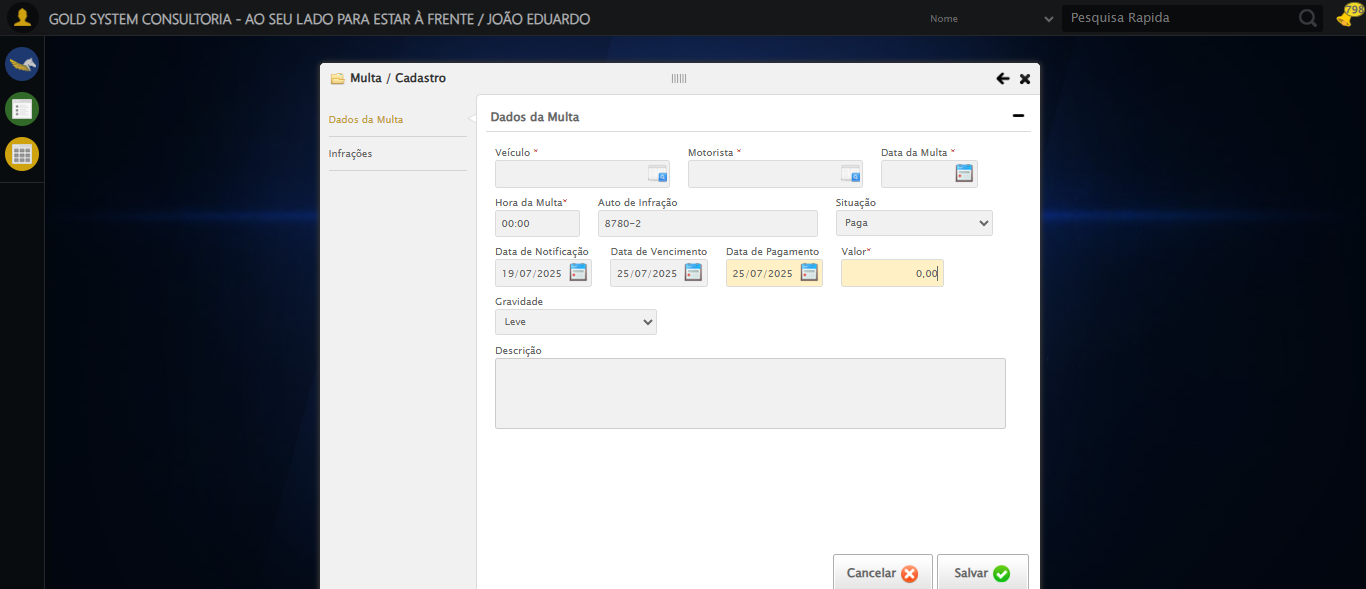 GOLD SYSTEM CONSULTORIA - AO SEU LADO PARA ESTAR À FRENTE / JOÃO EDUARDO
Nome
Pesquisa Rapida
798
Multa / Cadastro
Dados da Multa
Infrações
Dados da Multa
Veículo * Motorista * Data da Multa *
Hora da Multa* Auto de Infração Situação
00:00 8780-2 Paga
Data de Notificação Data de Vencimento Data de Pagamento Valor*
19/07/2025 25/07/2025 25/07/2025 0,00
Gravidade
Leve
Descrição
Cancelar Salvar